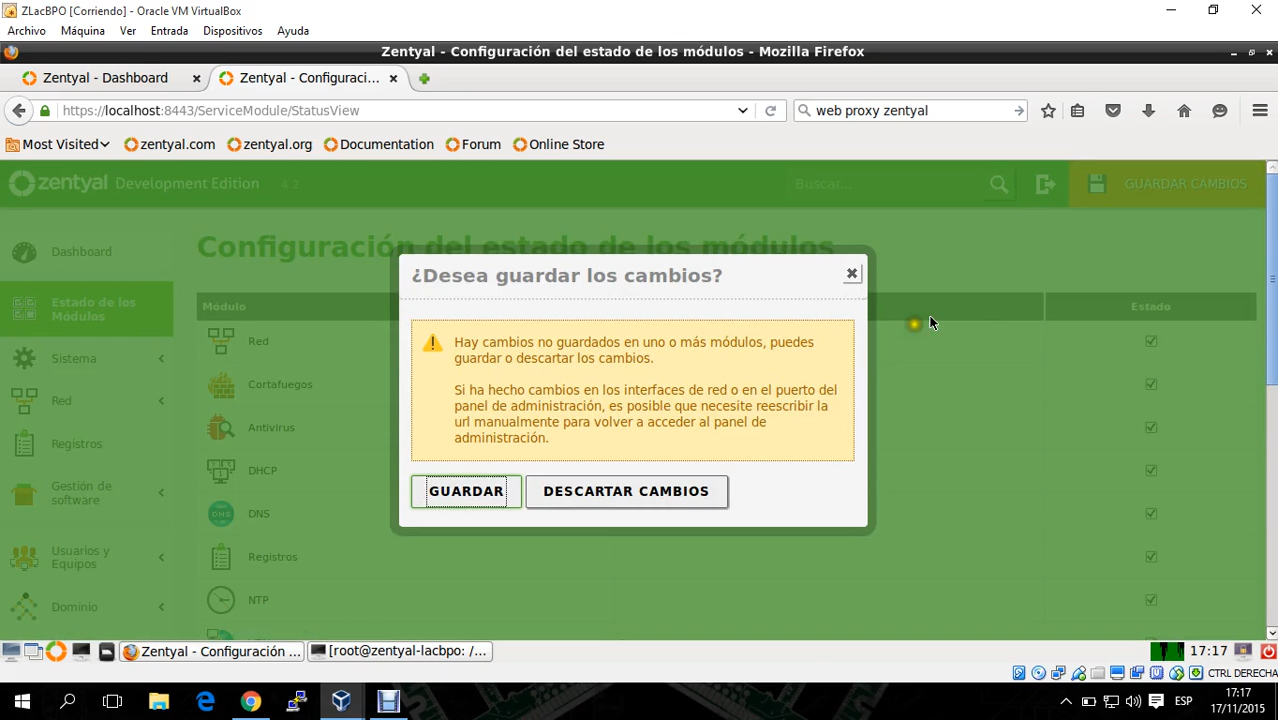 ZLacBPO [Corriendo] - Oracle VM VirtualBox
Archivo Máquina Ver Entrada Dispositivos Ayuda
Zentyal - Configuración del estado de los módulos - Mozilla Firefox
Zentyal - Dashboard
Zentyal - Configuraci...
https://localhost:8443/ServiceModule/StatusView
web proxy zentyal
Most Visited zentyal.com zentyal.org Documentation Forum Online Store
zentyal Development Edition 4.2
Buscar...
GUARDAR CAMBIOS
Dashboard
Estado de los
Módulos
Sistema
Red
Registros
Gestión de
software
Usuarios y
Equipos
Dominio
Configuración del estado de los módulos
Módulo
Estado
Red
Cortafuegos
Antivirus
DHCP
DNS
Registros
NTP
¿Desea guardar los cambios?
Hay cambios no guardados en uno o más módulos, puedes
guardar o descartar los cambios.
Si ha hecho cambios en los interfaces de red o en el puerto del
panel de administración, es posible que necesite reescribir la
url manualmente para volver a acceder al panel de
administración.
GUARDAR
DESCARTAR CAMBIOS
Zentyal - Configuración ...
[root@zentyal-lacbpo: /...
17:17
CTRL DERECHA
ESP
17:17
17/11/2015